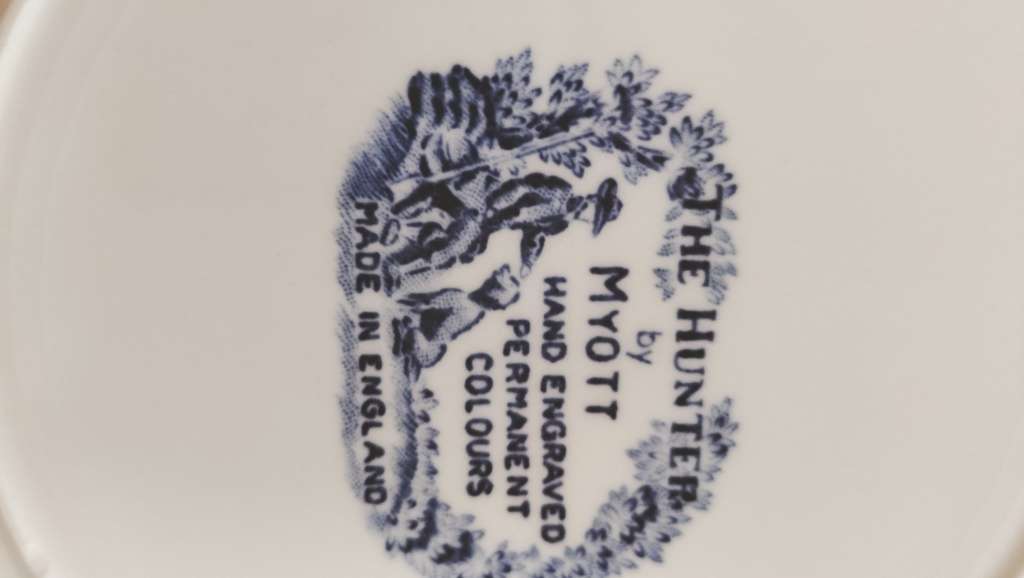 THE HUNTER
by
MYOTT
HAND ENGRAVED
PERMANENT
COLOURS
MADE IN ENGLAND